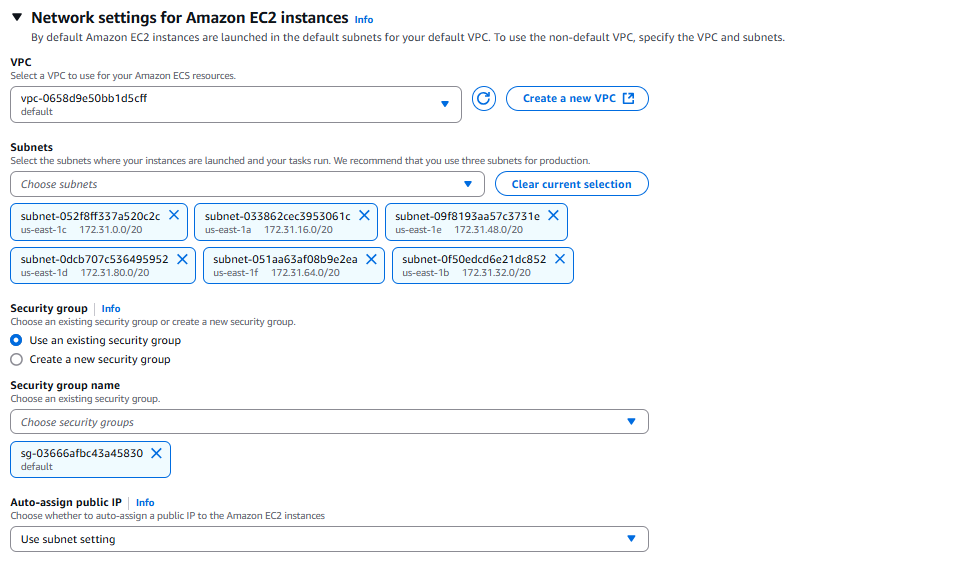 Network settings for Amazon EC2 instances Info
By default Amazon EC2 instances are launched in the default subnets for your default VPC. To use the non-default VPC, specify the VPC and subnets.
VPC
Select a VPC to use for your Amazon ECS resources.
vpc-0658d9e50bb1d5cff
default
Create a new VPC
Subnets
Select the subnets where your instances are launched and your tasks run. We recommend that you use three subnets for production.
Choose subnets
Clear current selection
subnet-052f8ff337a520c2c
us-east-1c 172.31.0.0/20
subnet-033862cec3953061c
us-east-1a 172.31.16.0/20
subnet-09f8193aa57c3731e
us-east-1e 172.31.48.0/20
subnet-0dcb707c536495952
us-east-1d 172.31.80.0/20
subnet-051aa63af08b9e2ea
us-east-1f 172.31.64.0/20
subnet-0f50edcd6e21dc852
us-east-1b 172.31.32.0/20
Security group Info
Choose an existing security group or create a new security group.
Use an existing security group
Create a new security group
Security group name
Choose an existing security group.
Choose security groups
sg-03666afbc43a45830
default
Auto-assign public IP Info
Choose whether to auto-assign a public IP to the Amazon EC2 instances
Use subnet setting